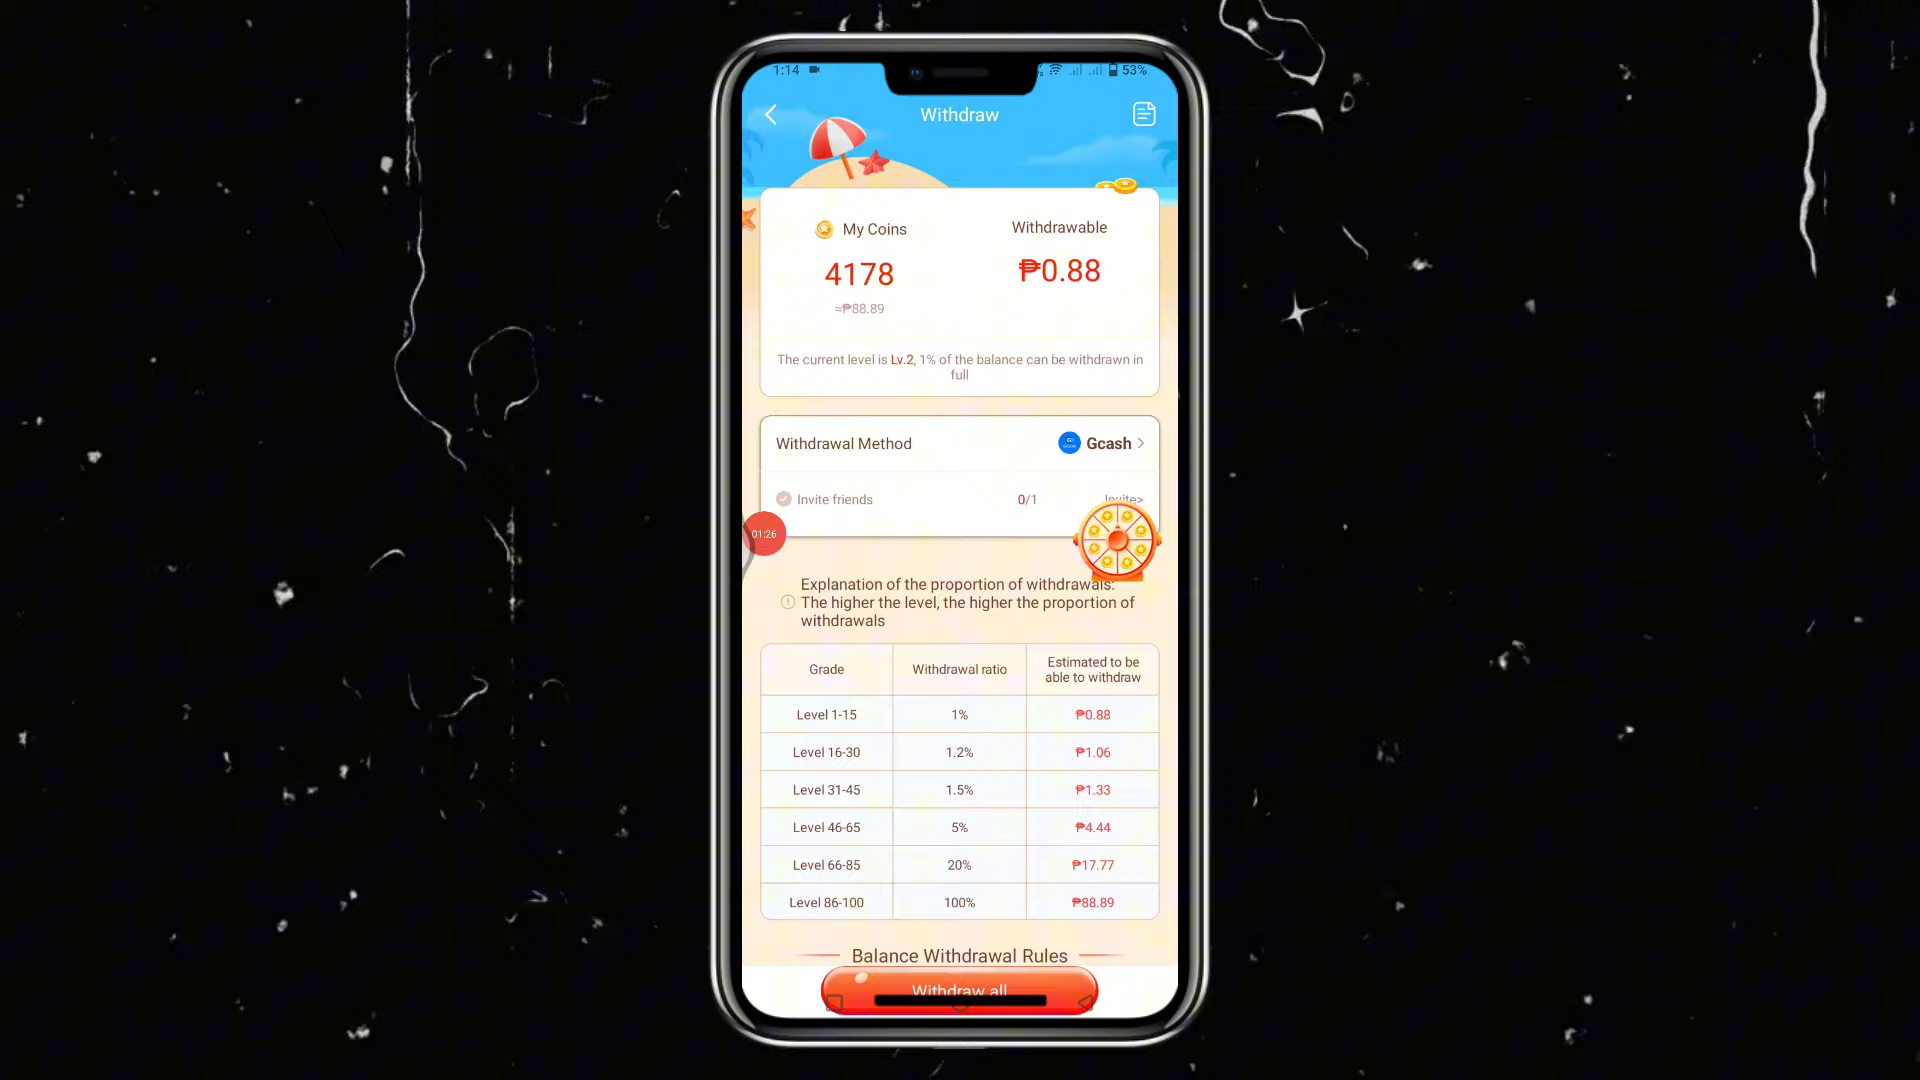 1:14
53%
Withdraw
My Coins
Withdrawable
4178
₱0.88
≈₱88.89
The current level is Lv.2, 1% of the balance can be withdrawn in
full
Withdrawal Method
Gcash
Invite friends
0/1
Invite>
01:26
Explanation of the proportion of withdrawals:
The higher the level, the higher the proportion of
withdrawals
Grade
Withdrawal ratio
Estimated to be
able to withdraw
Level 1-15
1%
₱0.88
Level 16-30
1.2%
₱1.06
Level 31-45
1.5%
₱1.33
Level 46-65
5%
₱4.44
Level 66-85
20%
₱17.77
Level 86-100
100%
₱88.89
Balance Withdrawal Rules
Withdraw all